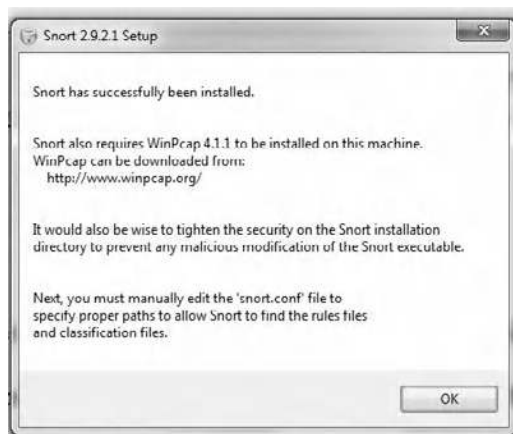 Snort 2.9.2.1 Setup
Snort has successfully been installed.
Snort also requires WinPcap 4.1.1 to be installed on this machine.
WinPcap can be downloaded from:
http://www.winpcap.org/
It would also be wise to tighten the security on the Snort installation
directory to prevent any malicious modification of the Snort executable.
Next, you must manually edit the 'snort.conf' file to
specify proper paths to allow Snort to find the rules files
and classification files.
OK